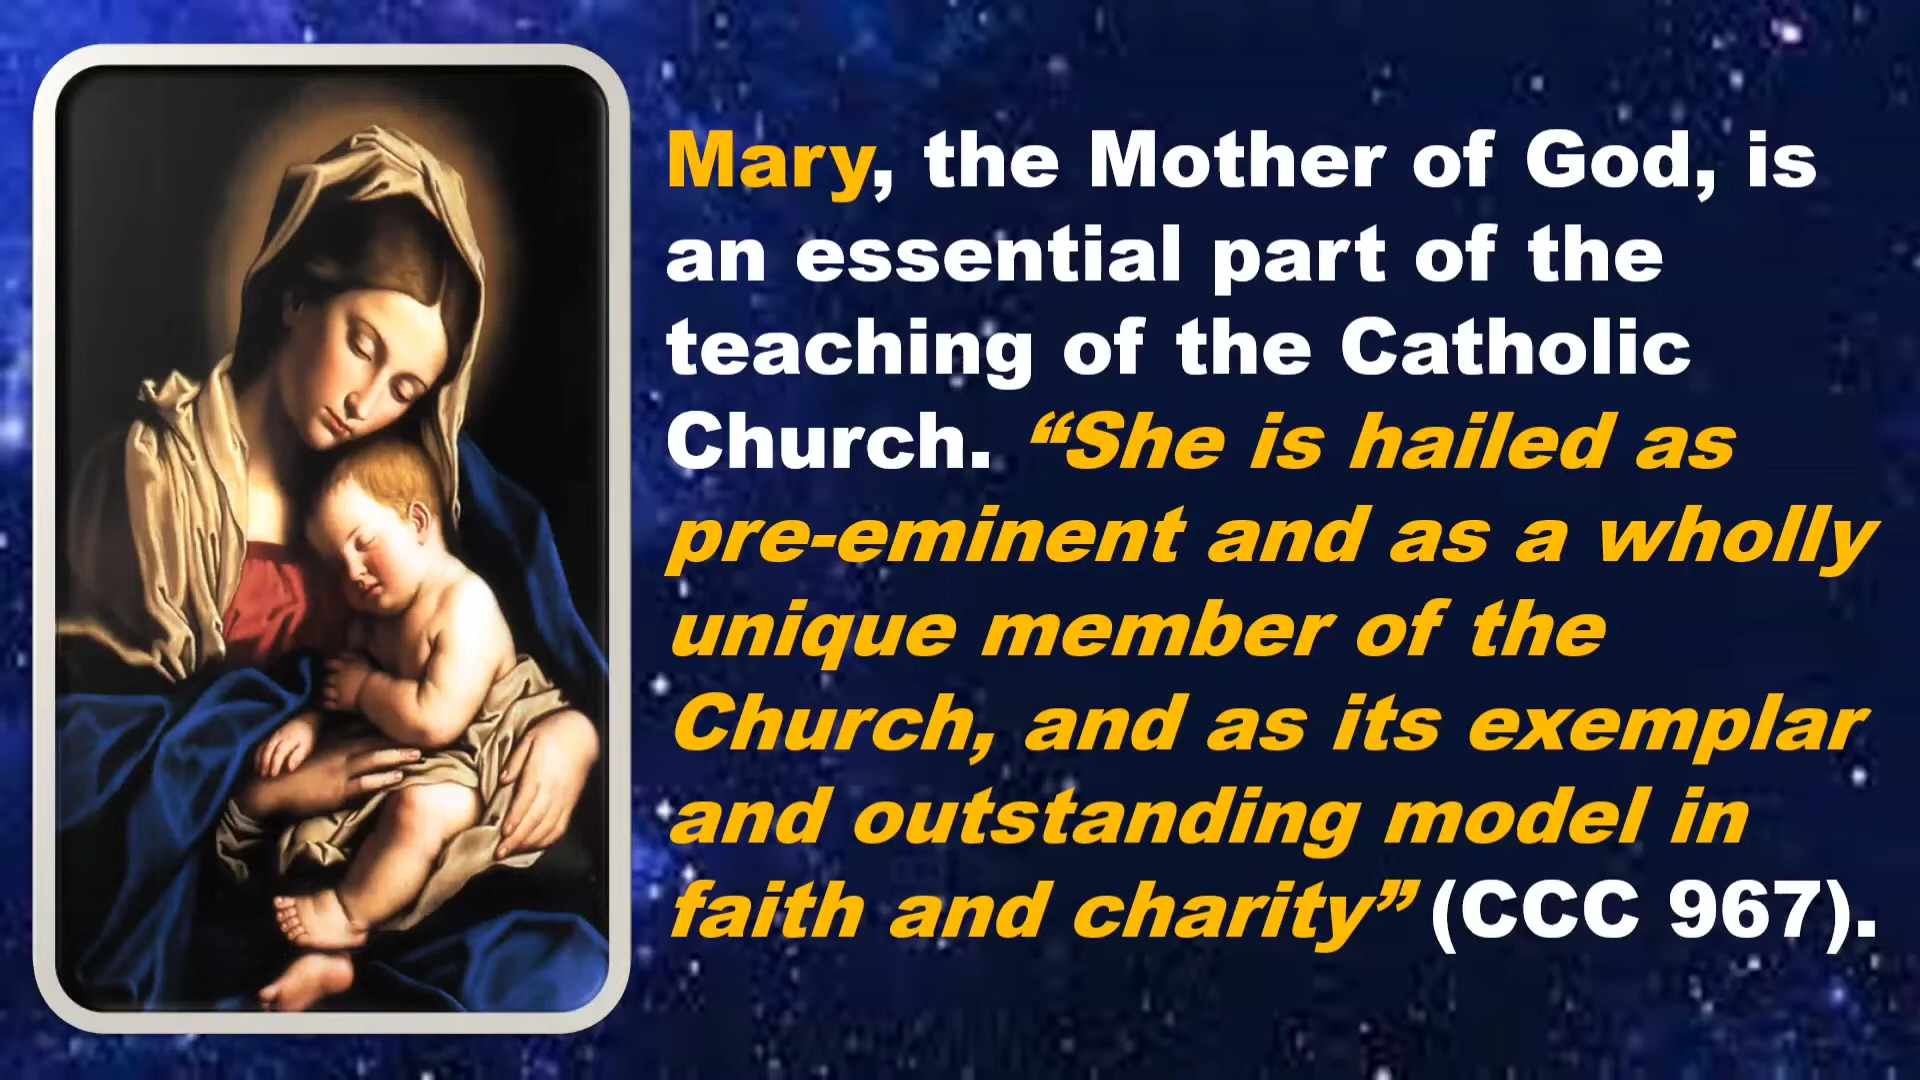 Mary, the Mother of God, is
an essential part of the
teaching of the Catholic
Church. “She is hailed as
pre-eminent and as a wholly
unique member of the
Church, and as its exemplar
and outstanding model in
faith and charity” (CCC 967).